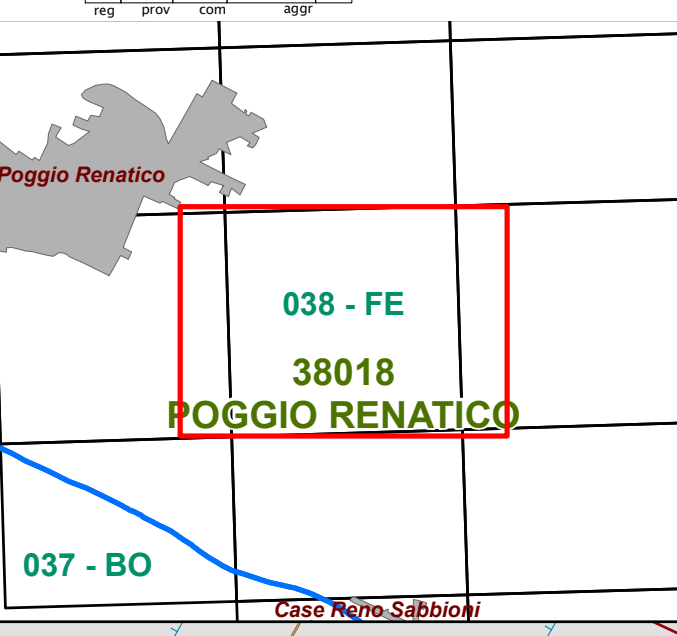 reg prov com aggr
Poggio Renatico
038 - FE
38018
POGGIO RENATICO
037 - BO
Case Reno Sabbioni